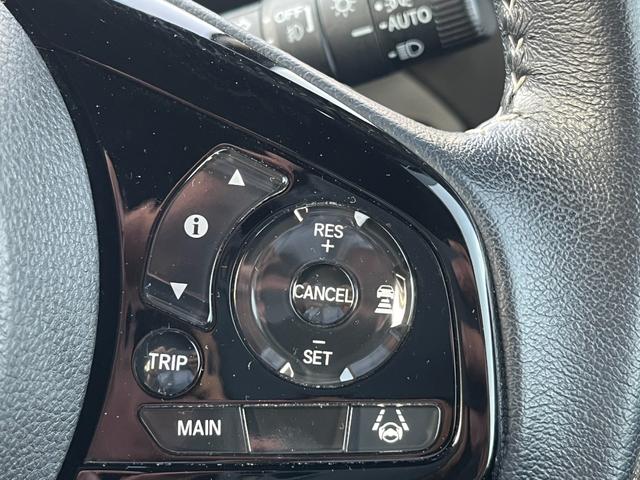 OFF
AUTO
i
RES
+
CANCEL
−
SET
TRIP
MAIN